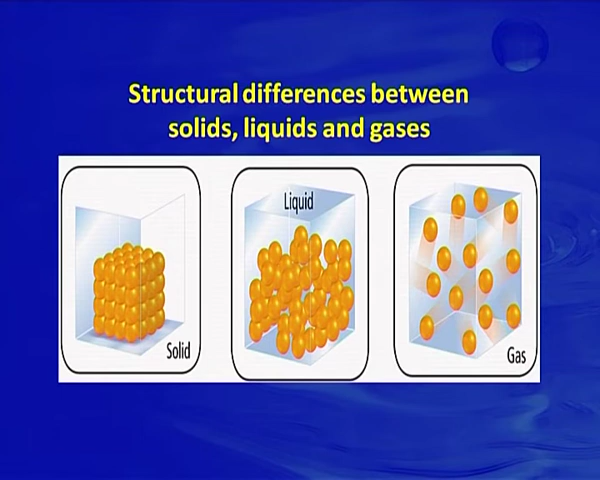 Structural differences between
solids, liquids and gases
Solid
Liquid
Gas